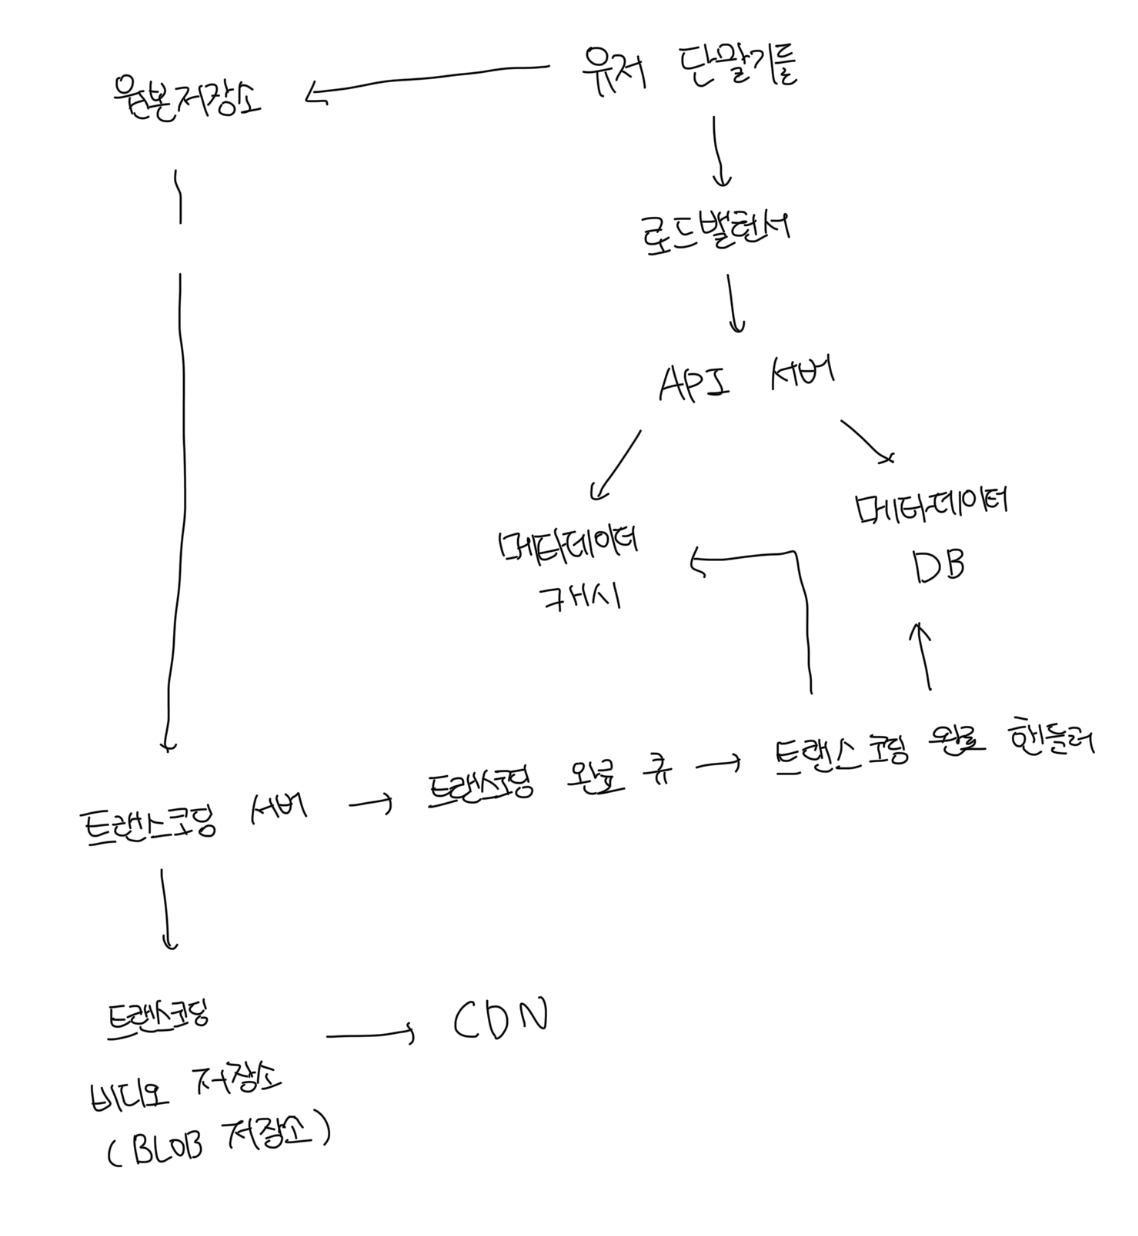 원본저장소
유저 단말기들
로드밸런서
API 서버
메타데이터
캐시
메타데이터
DB
트랜스코딩 서버
트랜스코딩 완료 큐
트랜스코딩 완료 핸들러
트랜스코딩
비디오 저장소
(BLOB 저장소)
CDN